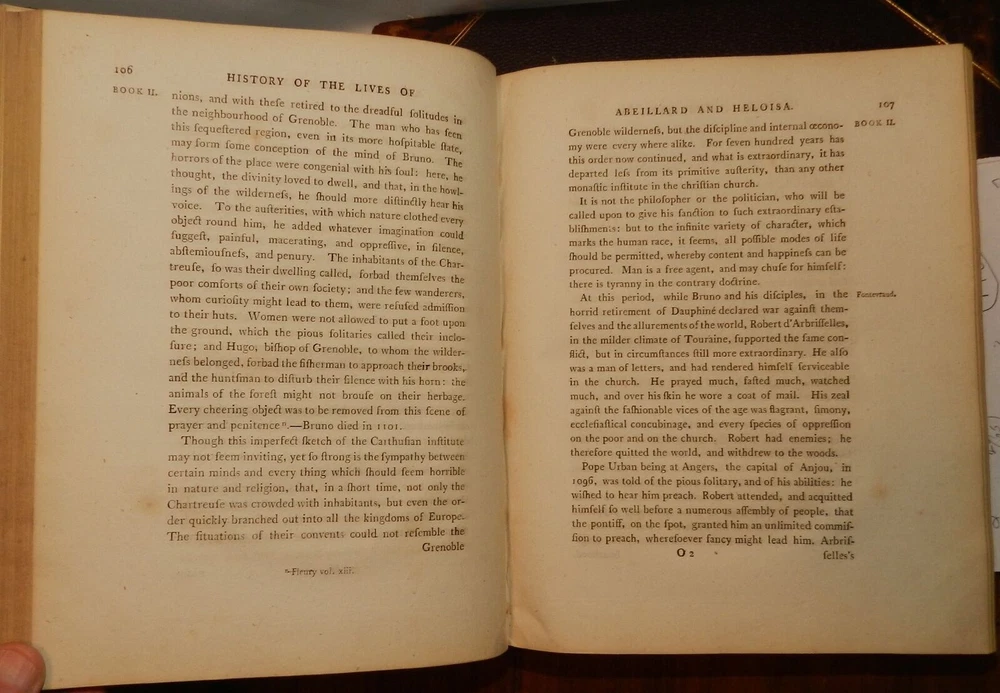 106
HISTORY OF THE LIVES OF
BOOK II.
nions, and with theſe retired to the dreadful ſolitudes in
the neighbourhood of Grenoble. The man who has ſeen
this ſequeſtered region, even in its more hoſpitable ſtate,
may form ſome conception of the mind of Bruno. The
horrors of the place were congenial with his ſoul: here, he
thought, the divinity loved to dwell, and that, in the howl-
ings of the wilderneſs, he ſhould more diſtinctly hear his
voice. To the auſterities, with which nature clothed every
object round him, he added whatever imagination could
ſuggeſt, painful, macerating, and oppreſſive, in ſilence,
abſtemiouſneſs, and penury. The inhabitants of the Char-
treuſe, ſo was their dwelling called, forbad themſelves the
poor comforts of their own ſociety; and the few wanderers,
whom curioſity might lead to them, were refuſed admiſſion
to their huts. Women were not allowed to put a foot upon
the ground, which the pious ſolitaries called their inclo-
ſure; and Hugo, biſhop of Grenoble, to whom the wilder-
neſs belonged, forbad the fiſherman to approach their brooks,
and the huntſman to diſturb their ſilence with his horn: the
animals of the foreſt might not brouſe on their herbage.
Every cheering object was to be removed from this ſcene of
prayer and penitence ⁿ.—Bruno died in 1101.
Though this imperfect ſketch of the Carthuſian inſtitute
may not ſeem inviting, yet ſo ſtrong is the ſympathy between
certain minds and every thing which ſhould ſeem horrible
in nature and religion, that, in a ſhort time, not only the
Chartreuſe was crowded with inhabitants, but even the or-
der quickly branched out into all the kingdoms of Europe.
The ſituations of their convents could not reſemble the
Grenoble
ⁿ Fleury vol. xiii.
ABEILLARD AND HELOISA.
107
BOOK II.
Grenoble wilderneſs, but the diſcipline and internal œcono-
my were every where alike. For ſeven hundred years has
this order now continued, and what is extraordinary, it has
departed leſs from its primitive auſterity, than any other
monaſtic inſtitute in the chriſtian church.
It is not the philoſopher or the politician, who will be
called upon to give his ſanction to ſuch extraordinary eſta-
bliſhments: but to the infinite variety of character, which
marks the human race, it ſeems, all poſſible modes of life
ſhould be permitted, whereby content and happineſs can be
procured. Man is a free agent, and may chuſe for himſelf:
there is tyranny in the contrary doctrine.
At this period, while Bruno and his diſciples, in the
Fontevraud.
horrid retirement of Dauphiné declared war againſt them-
ſelves and the allurements of the world, Robert d'Arbriſſelles,
in the milder climate of Touraine, ſupported the ſame con-
flict, but in circumſtances ſtill more extraordinary. He alſo
was a man of letters, and had rendered himſelf ſerviceable
in the church. He prayed much, faſted much, watched
much, and over his ſkin he wore a coat of mail. His zeal
againſt the faſhionable vices of the age was flagrant, ſimony,
eccleſiaſtical concubinage, and every ſpecies of oppreſſion
on the poor and on the church. Robert had enemies; he
therefore quitted the world, and withdrew to the woods.
Pope Urban being at Angers, the capital of Anjou, in
1096, was told of the pious ſolitary, and of his abilities: he
wiſhed to hear him preach. Robert attended, and acquitted
himſelf ſo well before a numerous aſſembly of people, that
the pontiff, on the ſpot, granted him an unlimited commiſ-
ſion to preach, whereſoever fancy might lead him. Arbriſ-
O 2
ſelles's